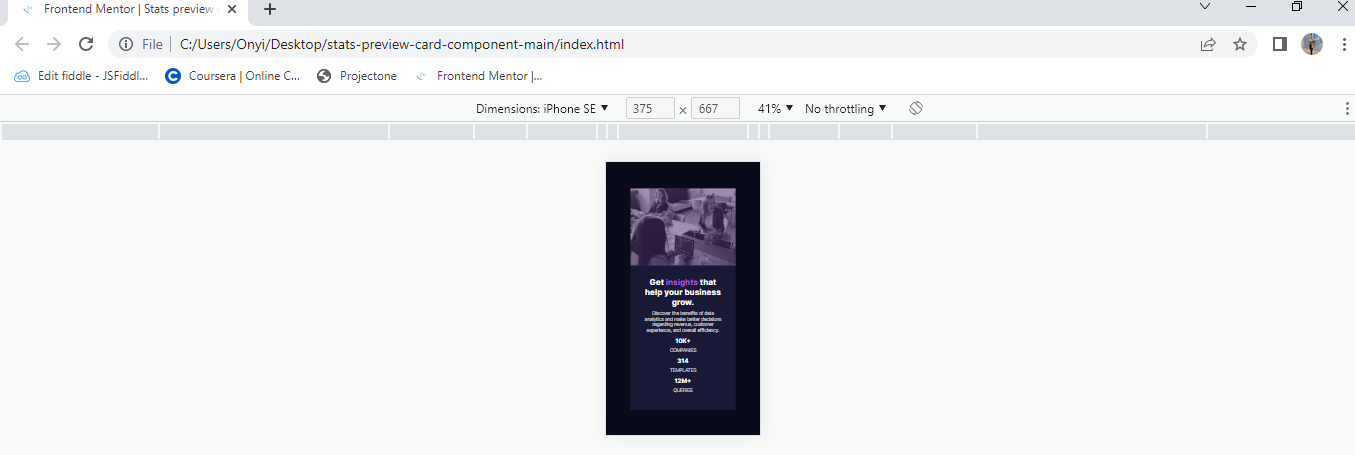 Frontend Mentor | Stats preview
File C:/Users/Onyi/Desktop/stats-preview-card-component-main/index.html
Edit fiddle - JSFiddl... Coursera | Online C... Projectone Frontend Mentor |...
Dimensions: iPhone SE 375 × 667 41% No throttling
Get insights that
help your business
grow.
Discover the benefits of data
analytics and make better decisions
regarding revenue, customer
experience, and overall efficiency.
10K+
COMPANIES
314
TEMPLATES
12M+
QUERIES